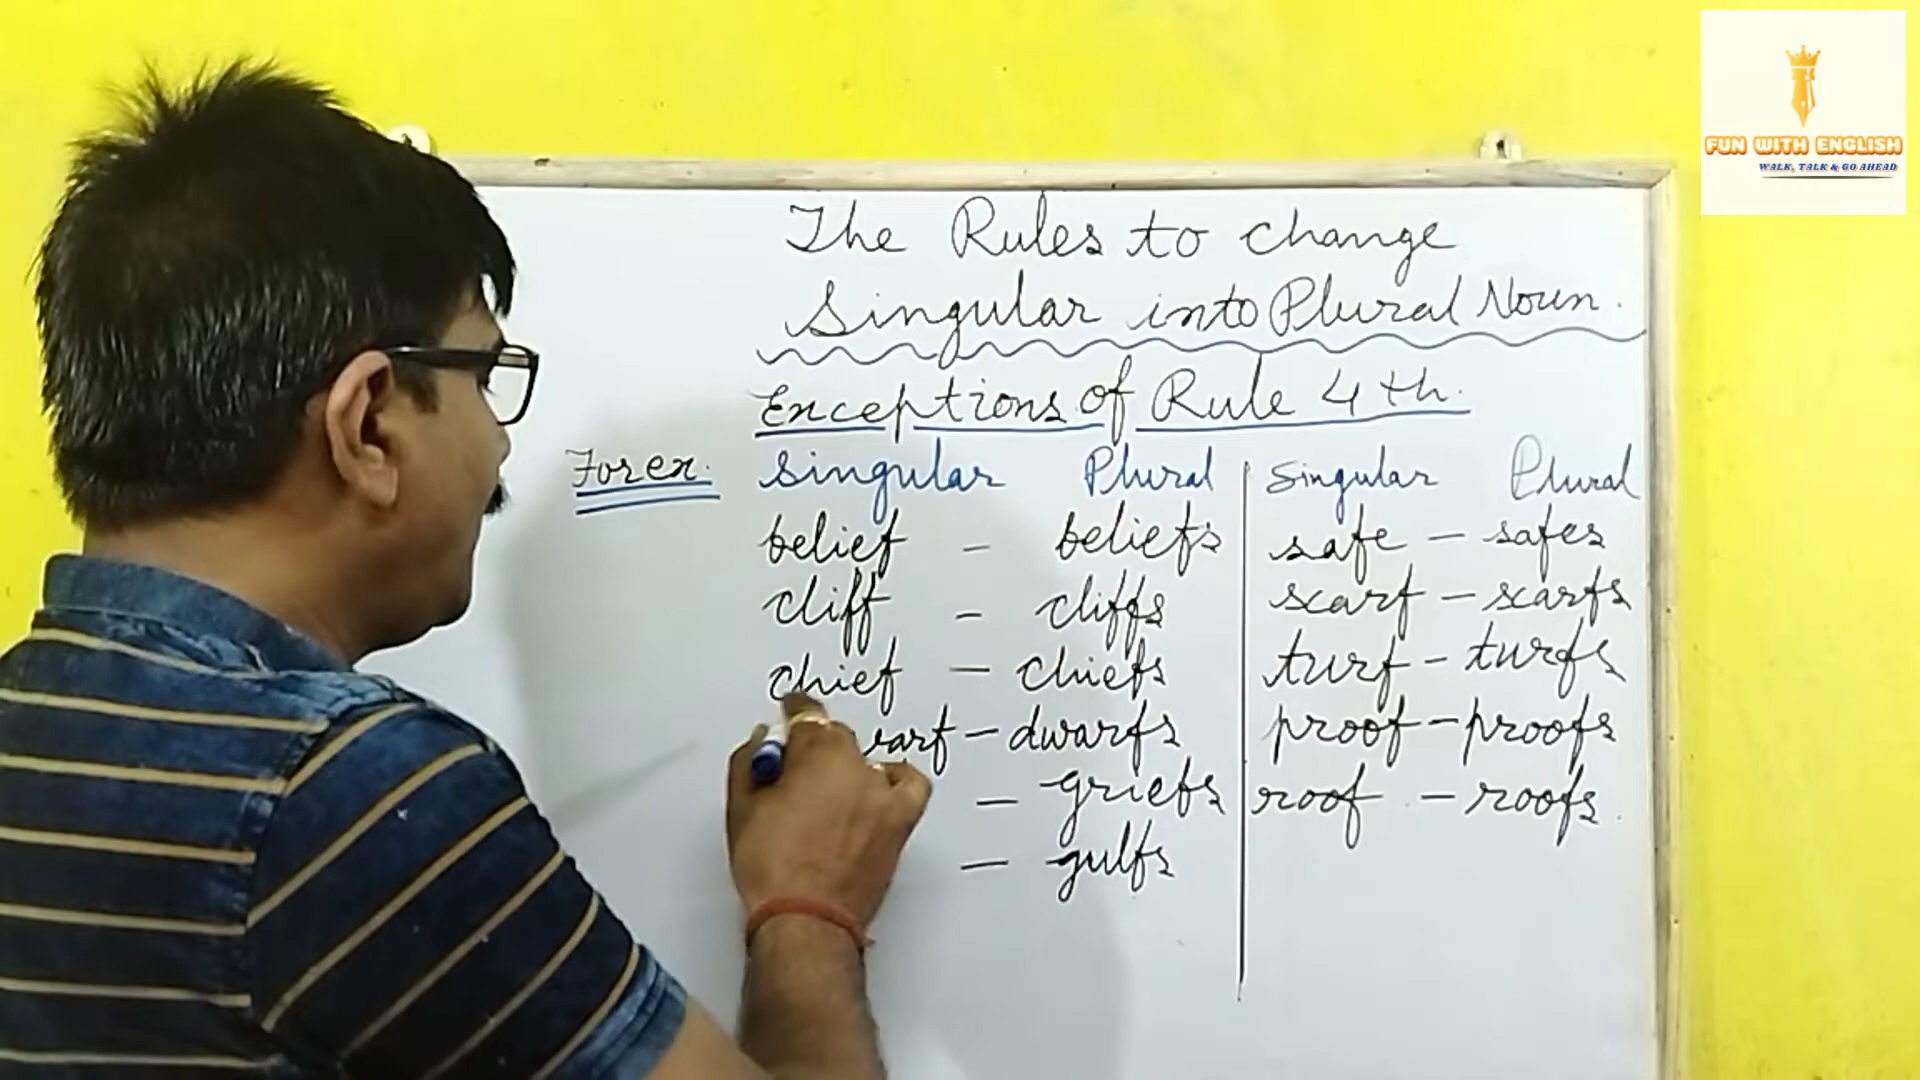 FUN WITH ENGLISH
WALK, TALK & GO AHEAD
The Rules to change
Singular into Plural Noun.
Exceptions of Rule 4th.
Forex. Singular Plural Singular Plural
belief - beliefs safe - safes
cliff - cliffs scarf - scarfs
chief - chiefs turf - turfs
- dwarfs proof - proofs
- griefs roof - roofs.
- gulfs